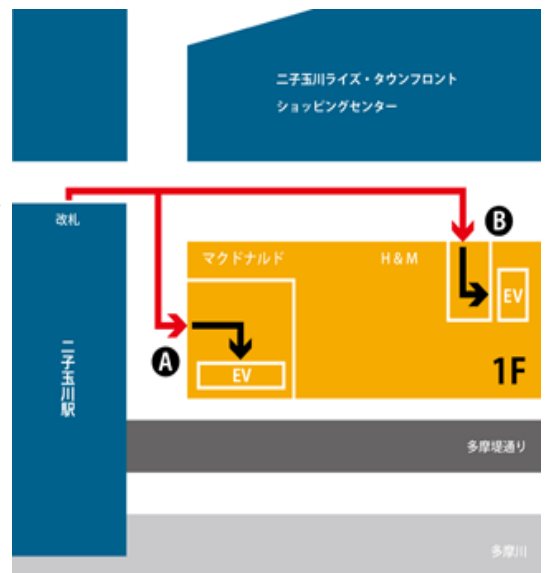 二子玉川ライズ・タウンフロント
ショッピングセンター
改札
B
マクドナルド
H&M
EV
二子玉川駅
A
EV
1F
多摩堤通り
多摩川